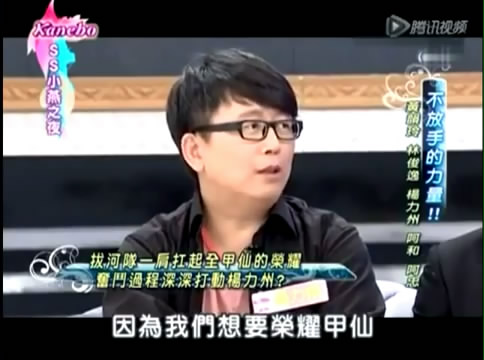 Kanebo
SS小燕之夜
腾讯视频
不放手的力量!!
黃韻玲 林俊逸 楊力州 阿和 阿忽
拔河隊一肩扛起全甲仙的榮耀
奮鬥過程深深打動楊力州?
因為我們想要榮耀甲仙